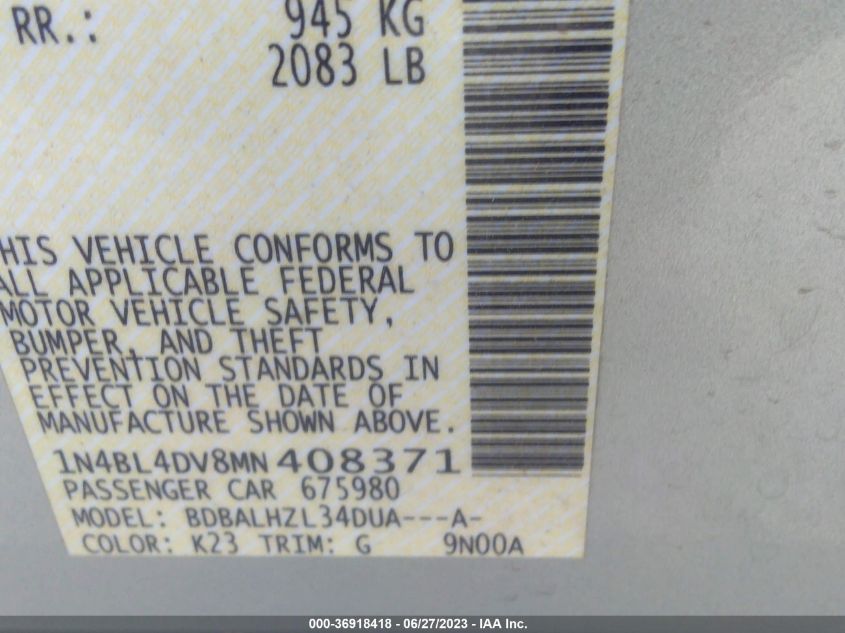 RR.: 945 KG
2083 LB
HIS VEHICLE CONFORMS TO
ALL APPLICABLE FEDERAL
MOTOR VEHICLE SAFETY,
BUMPER, AND THEFT
PREVENTION STANDARDS IN
EFFECT ON THE DATE OF
MANUFACTURE SHOWN ABOVE.
1N4BL4DV8MN408371
PASSENGER CAR 675980
MODEL: BDBALHZL34DUA---A-
COLOR: K23 TRIM: G 9N00A
000-36918418 - 06/27/2023 - IAA Inc.